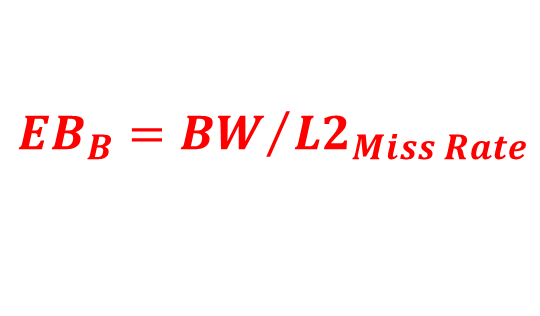 EB_B = BW/L2_Miss Rate